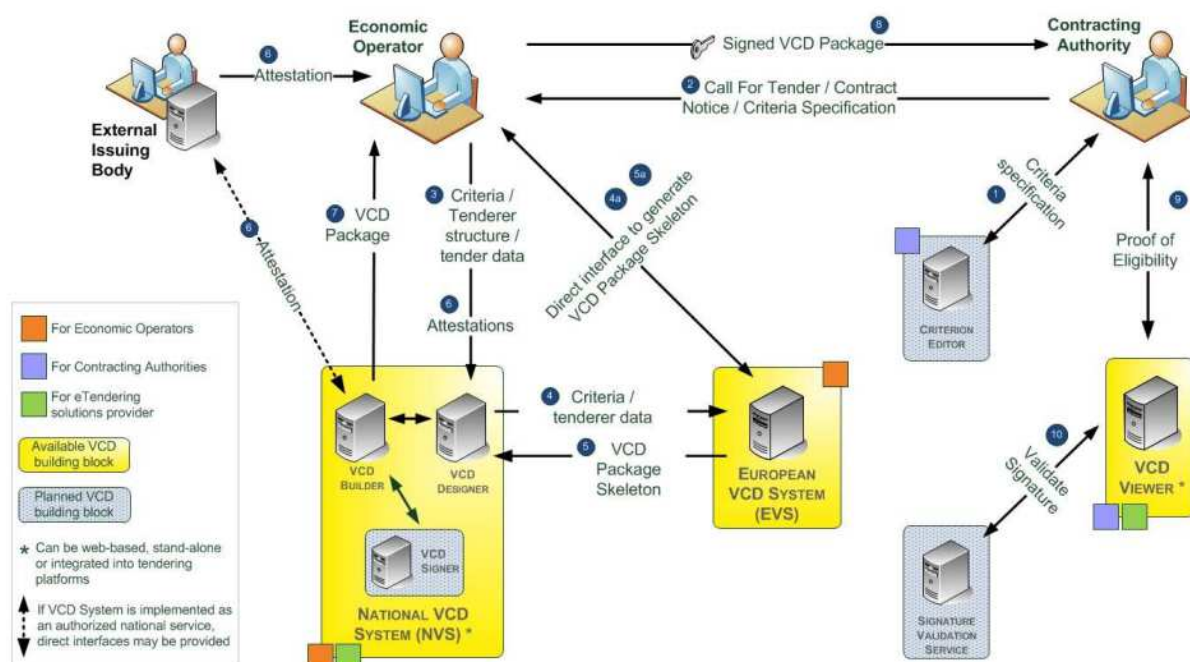 Economic
Operator
8
Signed VCD Package
Contracting
Authority
6
Attestation
2
Call For Tender / Contract
Notice / Criteria Specification
External
Issuing
Body
3
Criteria /
Tenderer
structure /
tender data
7
VCD
Package
4a
5a
Direct interface to generate
VCD Package Skeleton
1
Criteria
specification
9
Proof of
Eligibility
6
Attestation
6
Attestations
CRITERION
EDITOR
For Economic Operators
For Contracting Authorities
For eTendering
solutions provider
Available VCD
building block
Planned VCD
building block
* Can be web-based, stand-alone
or integrated into tendering
platforms
If VCD System is implemented as
an authorized national service,
direct interfaces may be provided
VCD
BUILDER
VCD
DESIGNER
4
Criteria /
tenderer data
5
VCD
Package
Skeleton
EUROPEAN
VCD SYSTEM
(EVS)
10
Validate
Signature
VCD
VIEWER *
VCD
SIGNER
NATIONAL VCD
SYSTEM (NVS) *
SIGNATURE
VALIDATION
SERVICE